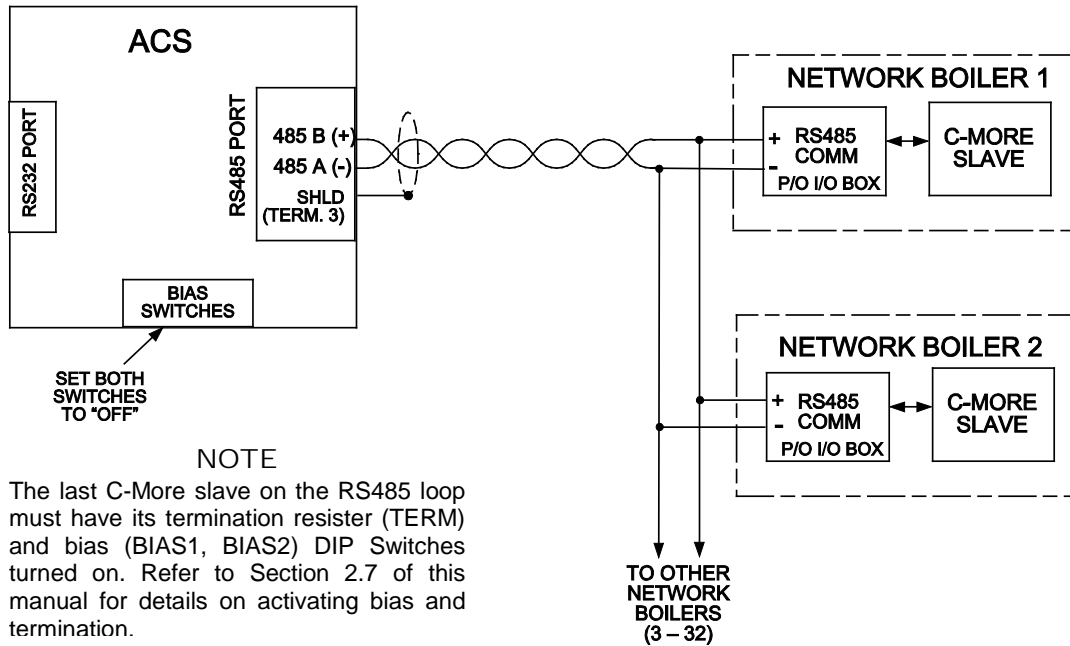 ACS
RS232 PORT
RS485 PORT
485 B (+)
485 A (-)
SHLD
(TERM. 3)
BIAS
SWITCHES
SET BOTH
SWITCHES
TO "OFF"
NETWORK BOILER 1
+
-
RS485
COMM
P/O I/O BOX
C-MORE
SLAVE
NETWORK BOILER 2
+
-
RS485
COMM
P/O I/O BOX
C-MORE
SLAVE
TO OTHER
NETWORK
BOILERS
(3 – 32)
NOTE
The last C-More slave on the RS485 loop
must have its termination resister (TERM)
and bias (BIAS1, BIAS2) DIP Switches
turned on. Refer to Section 2.7 of this
manual for details on activating bias and
termination.